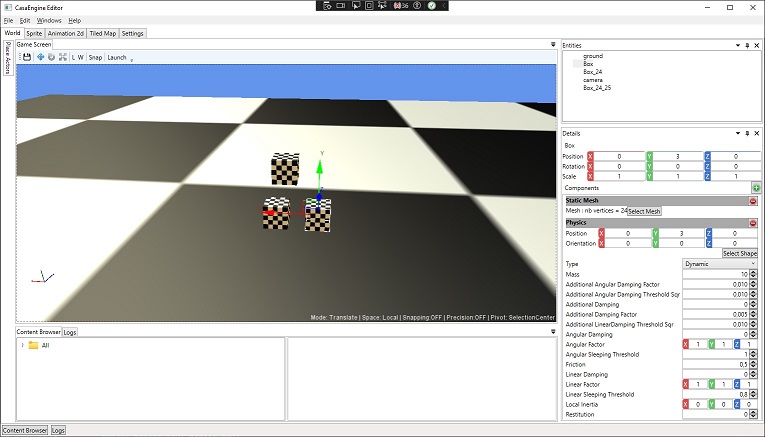 CasaEngine Editor
36
File Edit Windows Help
World Sprite Animation 2d Tiled Map Settings
Place Actors
Game Screen
L W Snap Launch
Y
Mode: Translate | Space: Local | Snapping:OFF | Precision:OFF | Pivot: SelectionCenter
Content Browser Logs
All
Content Browser Logs
Entities
ground
Box
Box_24
camera
Box_24_25
Details
Box
Position X 0 Y 3 Z 0
Rotation X 0 Y 0 Z 0
Scale X 1 Y 1 Z 1
Components
Static Mesh
Mesh : nb vertices = 24 Select Mesh
Physics
Position X 0 Y 3 Z 0
Orientation X 0 Y 0 Z 0
Select Shape
Type Dynamic
Mass 10
Additional Angular Damping Factor 0,010
Additional Angular Damping Threshold Sqr 0,010
Additional Damping 0
Additional Damping Factor 0,005
Additional LinearDamping Threshold Sqr 0,010
Angular Damping 0
Angular Factor X 1 Y 1 Z 1
Angular Sleeping Threshold 1
Friction 0,5
Linear Damping 0
Linear Factor X 1 Y 1 Z 1
Linear Sleeping Threshold 0,8
Local Inertia X 0 Y 0 Z 0
Restitution 0